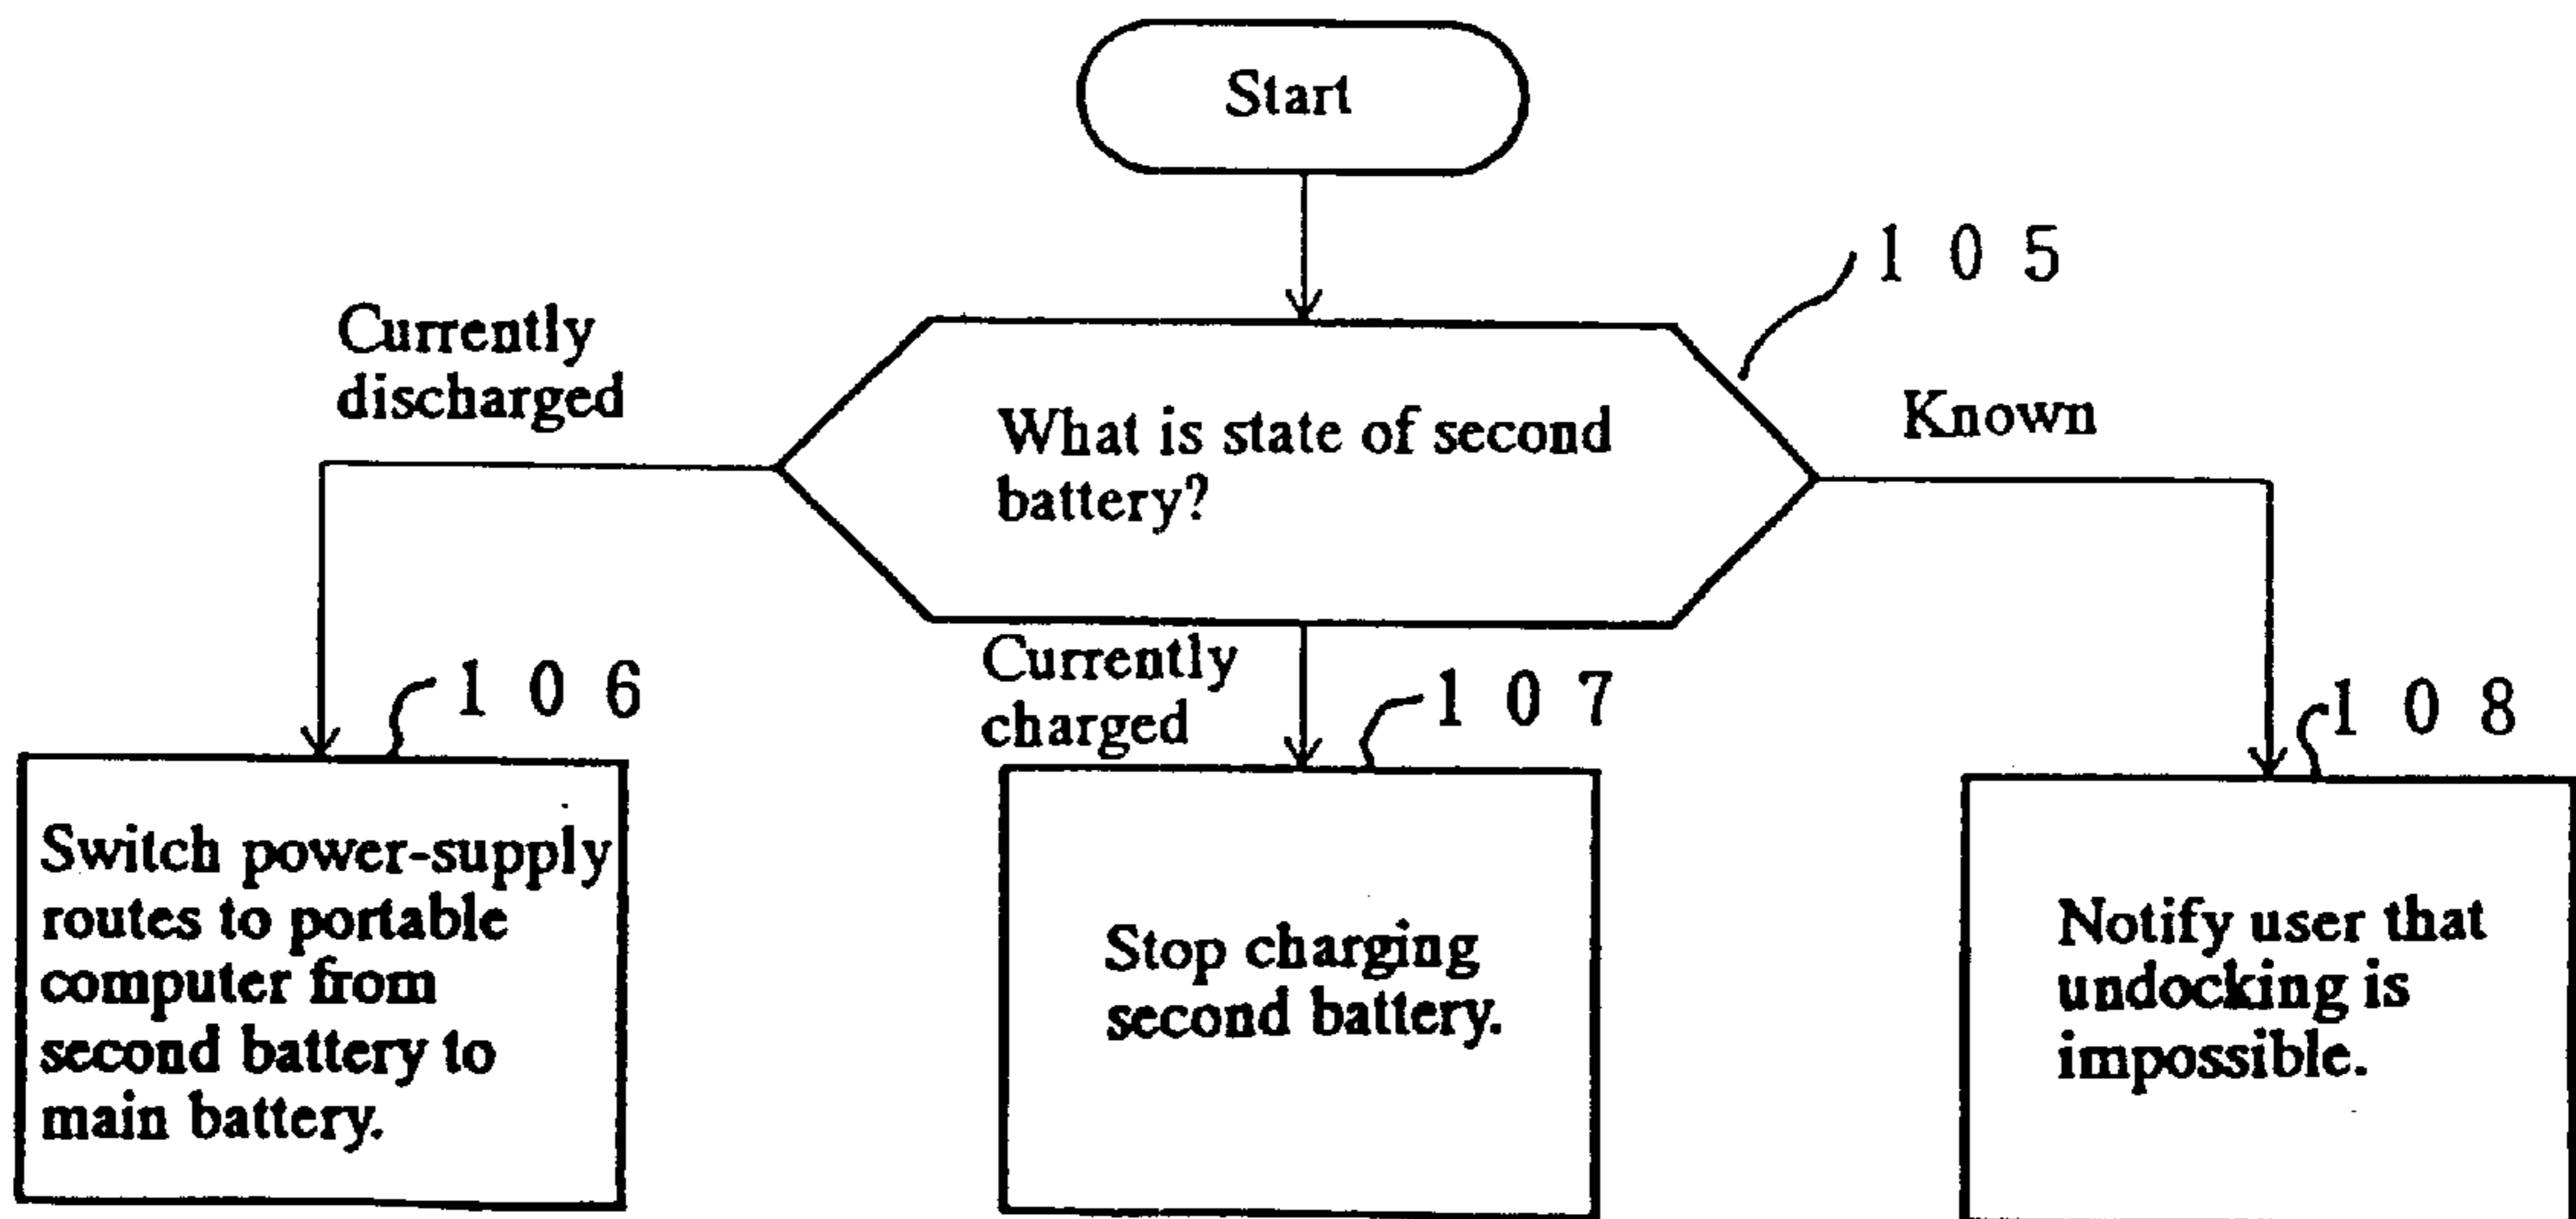 Start
1 0 5
Currently
discharged
What is state of second
battery?
Known
Currently
charged
1 0 6
Switch power-supply
routes to portable
computer from
second battery to
main battery.
1 0 7
Stop charging
second battery.
1 0 8
Notify user that
undocking is
impossible.